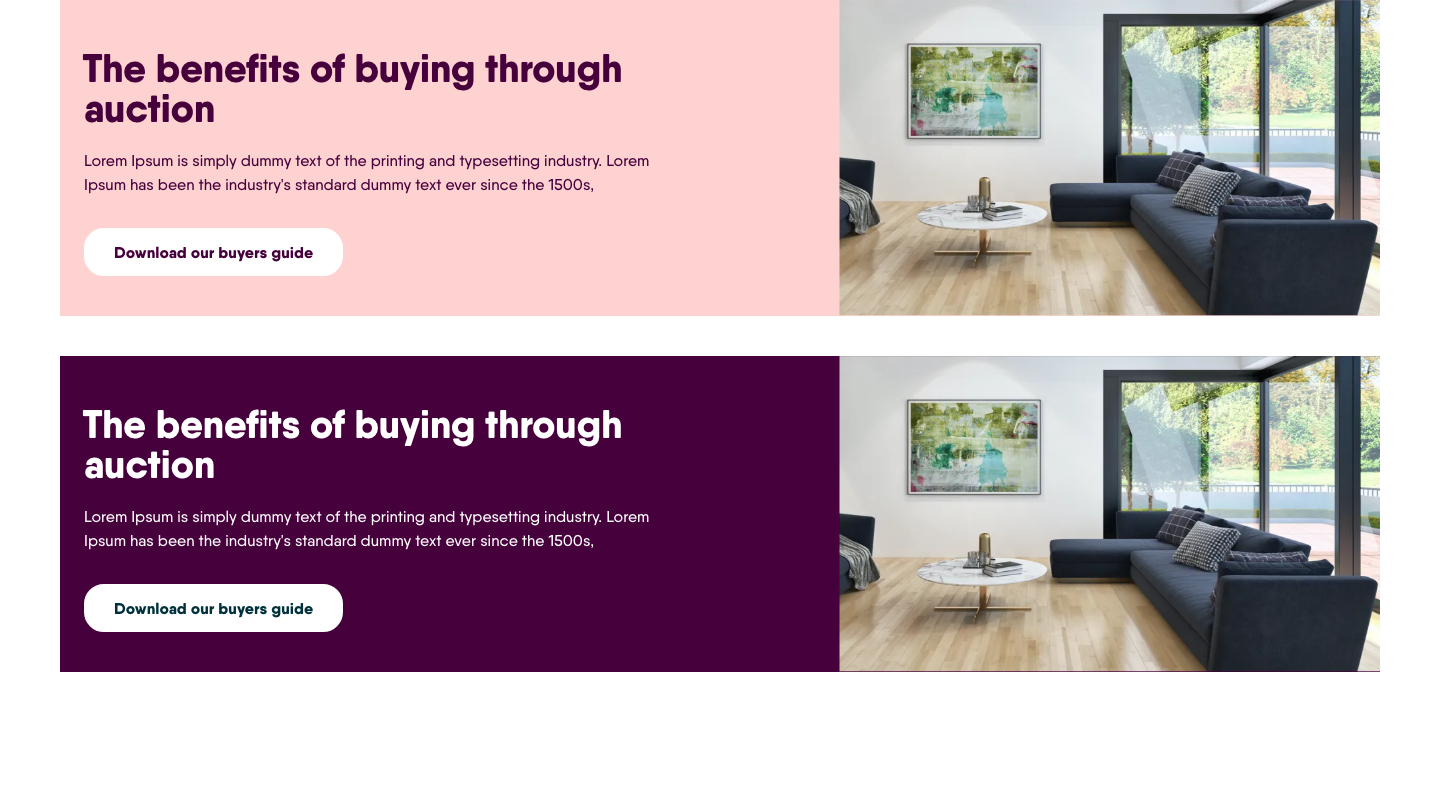 The benefits of buying through
auction
Lorem Ipsum is simply dummy text of the printing and typesetting industry. Lorem
Ipsum has been the industry's standard dummy text ever since the 1500s,
Download our buyers guide
The benefits of buying through
auction
Lorem Ipsum is simply dummy text of the printing and typesetting industry. Lorem
Ipsum has been the industry's standard dummy text ever since the 1500s,
Download our buyers guide